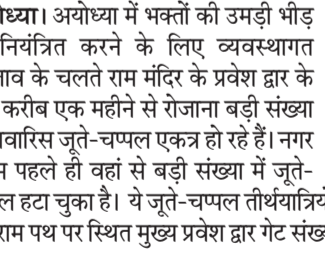 ध्या। अयोध्या में भक्तों की उमड़ी भीड़
नियंत्रित करने के लिए व्यवस्थागत
ाव के चलते राम मंदिर के प्रवेश द्वार के
करीब एक महीने से रोजाना बड़ी संख्या
ावारिस जूते-चप्पल एकत्र हो रहे हैं। नगर
पहले ही वहां से बड़ी संख्या में जूते-
ल हटा चुका है। ये जूते-चप्पल तीर्थयात्रिय
राम पथ पर स्थित मुख्य प्रवेश द्वार गेट संख्